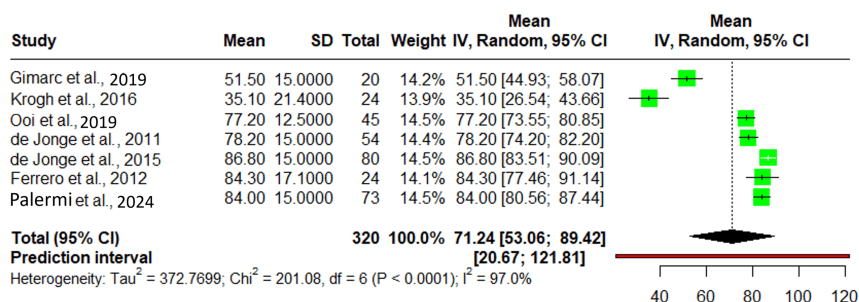 Mean Mean
Study Mean SD Total Weight IV, Random, 95% CI IV, Random, 95% CI
Gimarc et al., 2019 51.50 15.0000 20 14.2% 51.50 [44.93; 58.07]
Krogh et al., 2016 35.10 21.4000 24 13.9% 35.10 [26.54; 43.66]
Ooi et al., 2019 77.20 12.5000 45 14.5% 77.20 [73.55; 80.85]
de Jonge et al., 2011 78.20 15.0000 54 14.4% 78.20 [74.20; 82.20]
de Jonge et al., 2015 86.80 15.0000 80 14.5% 86.80 [83.51; 90.09]
Ferrero et al., 2012 84.30 17.1000 24 14.1% 84.30 [77.46; 91.14]
Palermi et al., 2024 84.00 15.0000 73 14.5% 84.00 [80.56; 87.44]
Total (95% CI) 320 100.0% 71.24 [53.06; 89.42]
Prediction interval [20.67; 121.81]
Heterogeneity: Tau² = 372.7699; Chi² = 201.08, df = 6 (P < 0.0001); I² = 97.0%
40 60 80 100 120